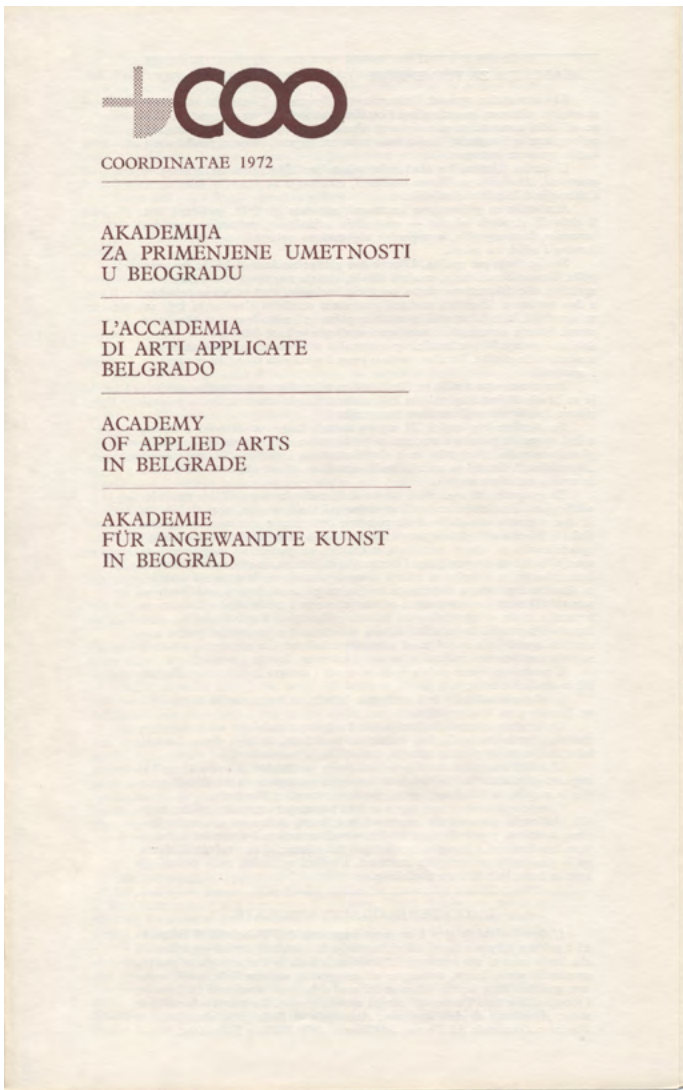 COO
COORDINATAE 1972
AKADEMIJA
ZA PRIMENJENE UMETNOSTI
U BEOGRADU
L'ACCADEMIA
DI ARTI APPLICATE
BELGRADO
ACADEMY
OF APPLIED ARTS
IN BELGRADE
AKADEMIE
FÜR ANGEWANDTE KUNST
IN BEOGRAD